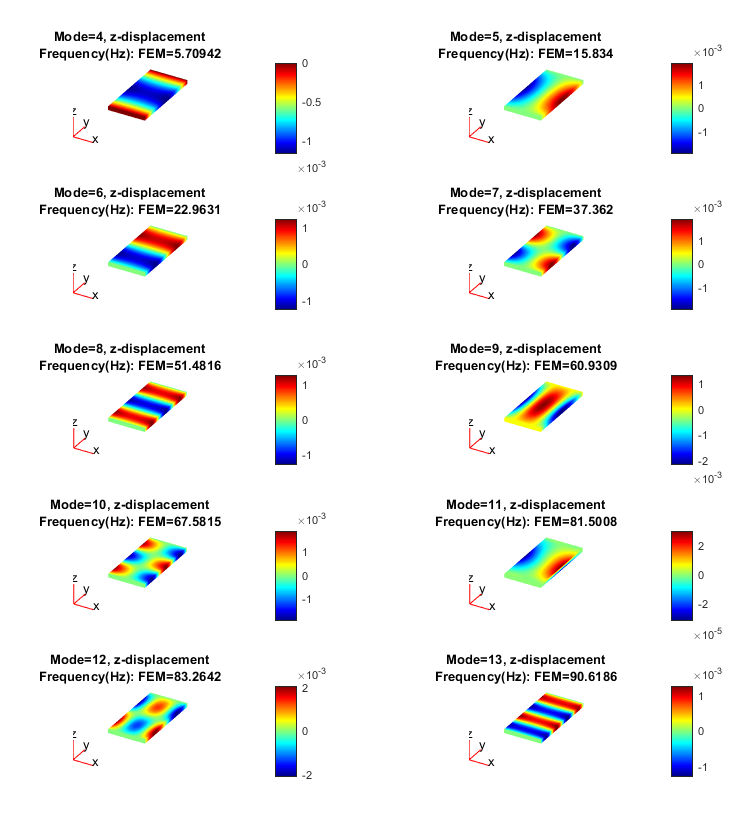 Mode=4, z-displacement
Frequency(Hz): FEM=5.70942
0
-0.5
-1
×10⁻³
z
y
x
Mode=5, z-displacement
Frequency(Hz): FEM=15.834
×10⁻³
1
0
-1
z
y
x
Mode=6, z-displacement
Frequency(Hz): FEM=22.9631
×10⁻³
1
0
-1
z
y
x
Mode=7, z-displacement
Frequency(Hz): FEM=37.362
×10⁻³
1
0
-1
z
y
x
Mode=8, z-displacement
Frequency(Hz): FEM=51.4816
×10⁻³
1
0
-1
z
y
x
Mode=9, z-displacement
Frequency(Hz): FEM=60.9309
1
0
-1
-2
×10⁻³
z
y
x
Mode=10, z-displacement
Frequency(Hz): FEM=67.5815
×10⁻³
1
0
-1
z
y
x
Mode=11, z-displacement
Frequency(Hz): FEM=81.5008
2
0
-2
×10⁻⁵
z
y
x
Mode=12, z-displacement
Frequency(Hz): FEM=83.2642
×10⁻³
2
0
-2
z
y
x
Mode=13, z-displacement
Frequency(Hz): FEM=90.6186
×10⁻³
1
0
-1
z
y
x